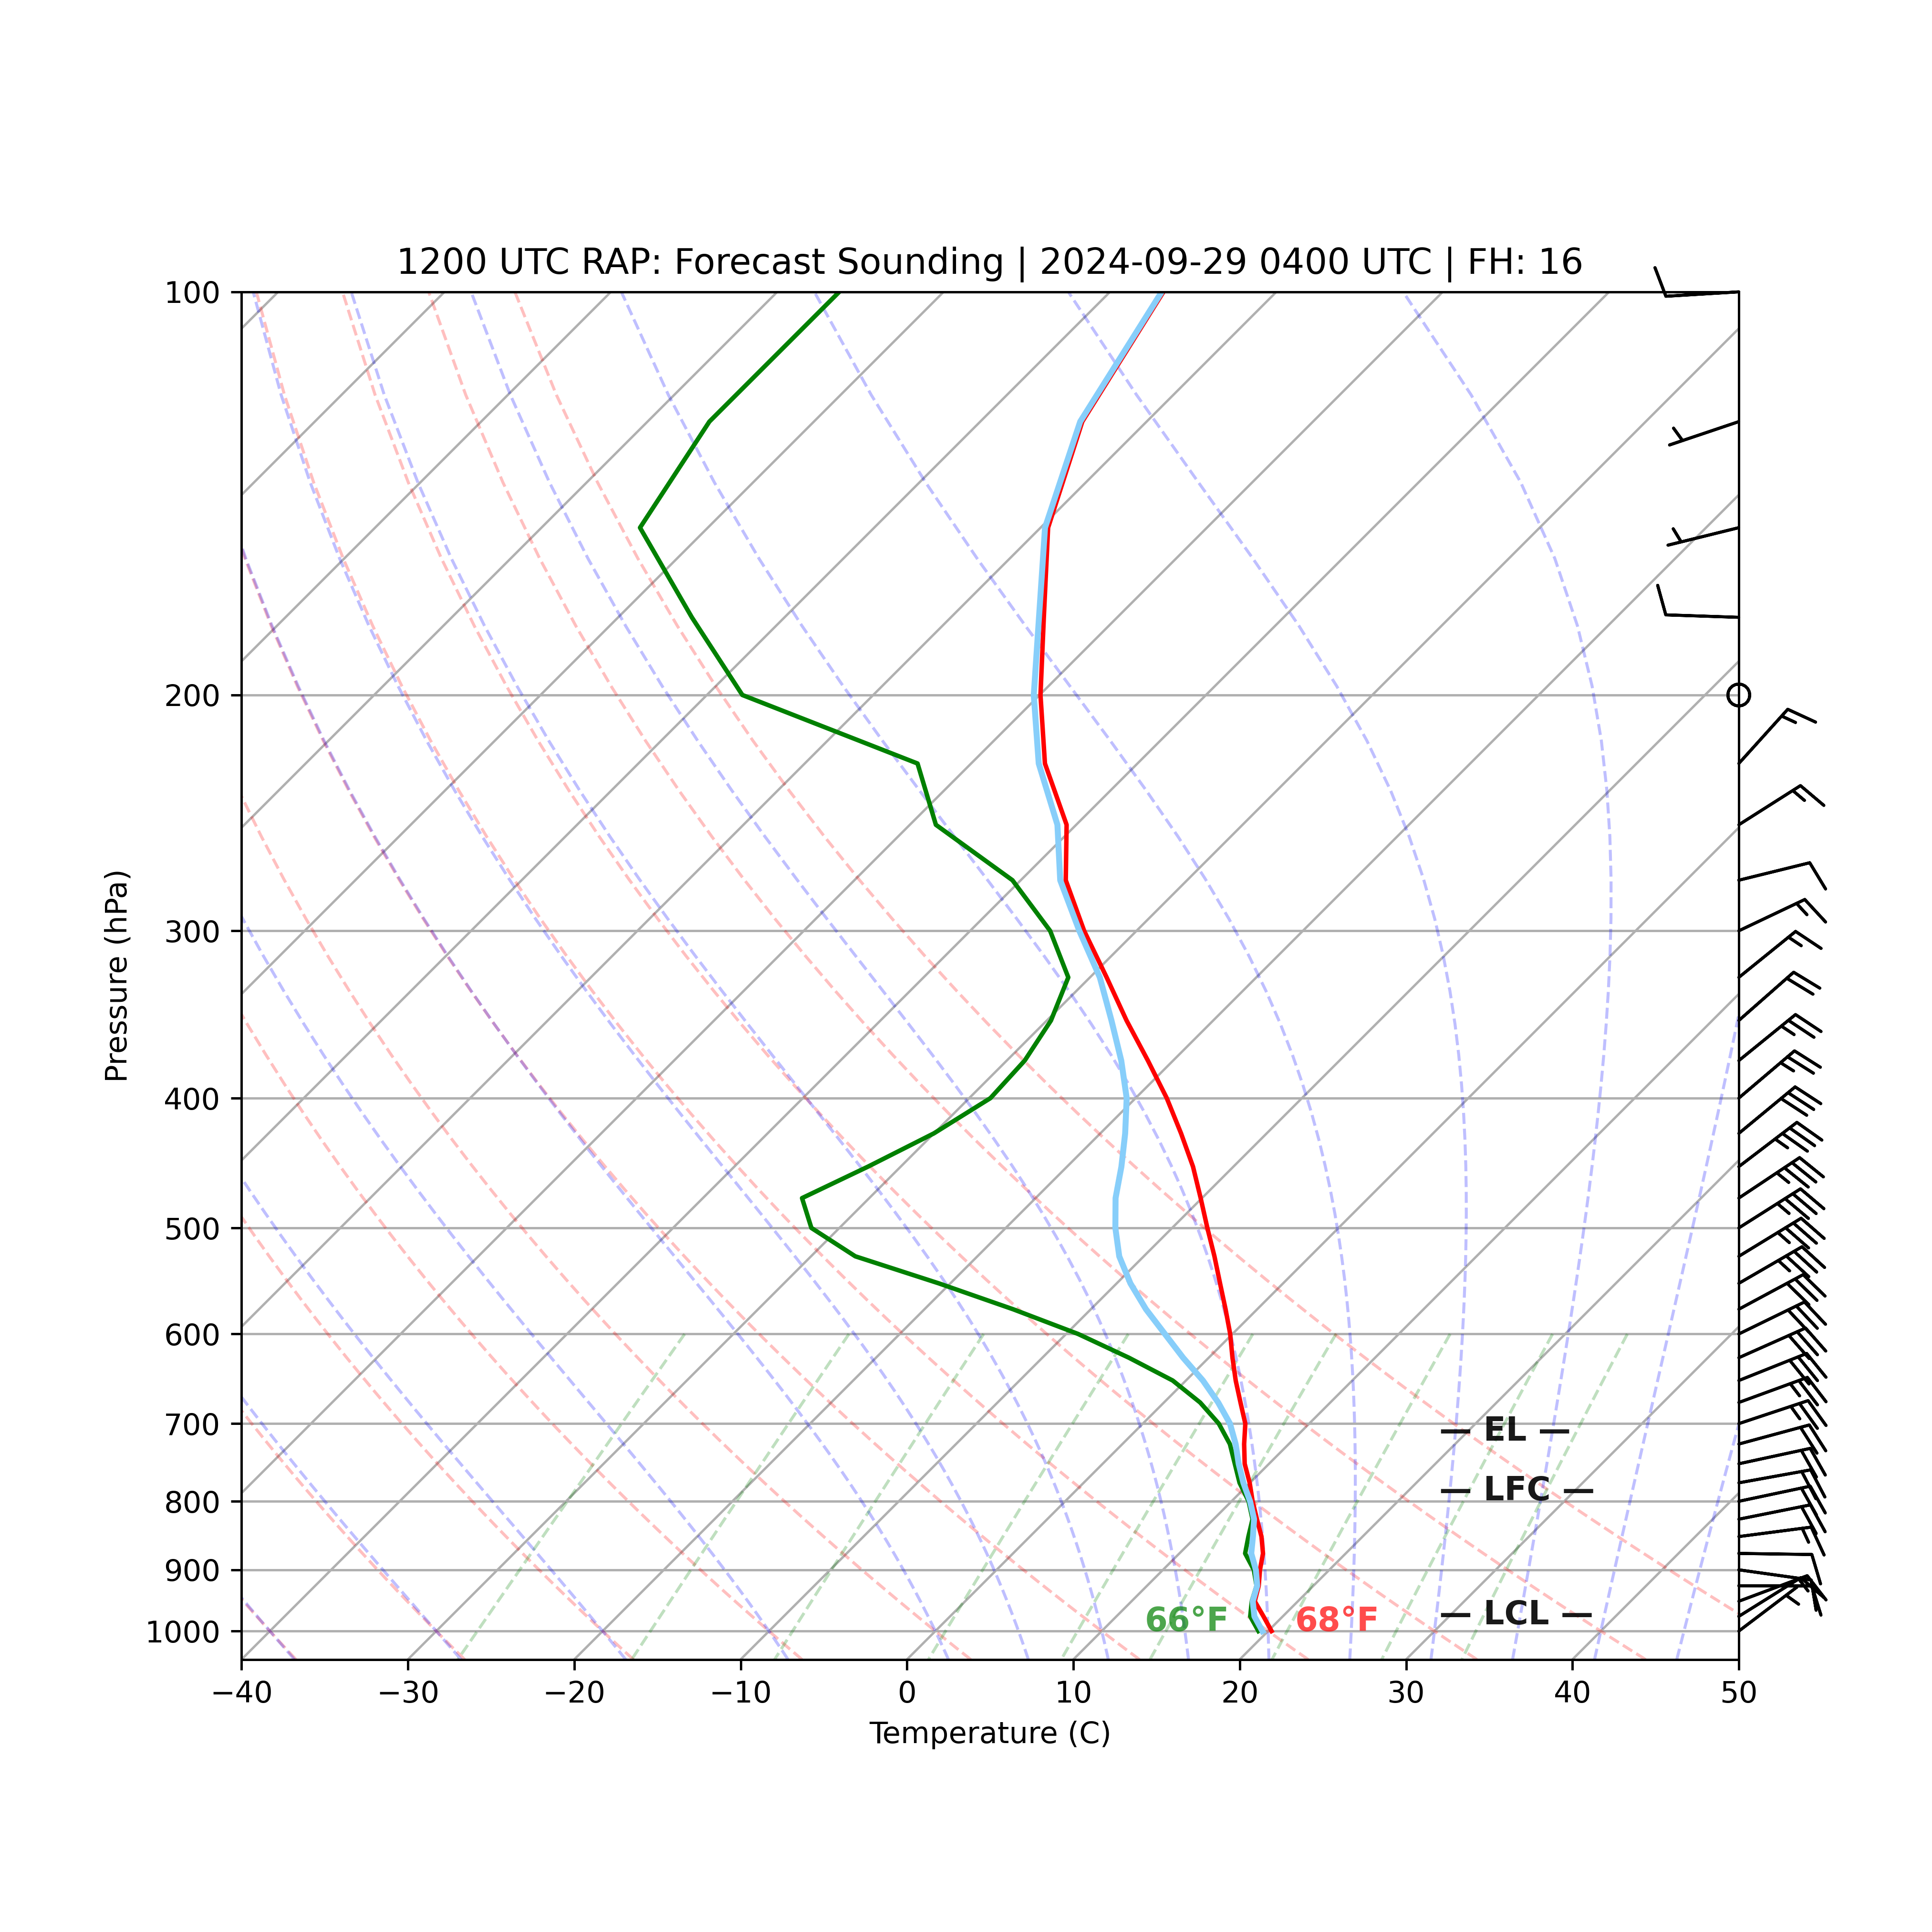 1200 UTC RAP: Forecast Sounding | 2024-09-29 0400 UTC | FH: 16
100
200
300
400
500
600
700
800
900
1000
Pressure (hPa)
— EL —
— LFC —
— LCL —
66°F
68°F
−40 −30 −20 −10 0 10 20 30 40 50
Temperature (C)